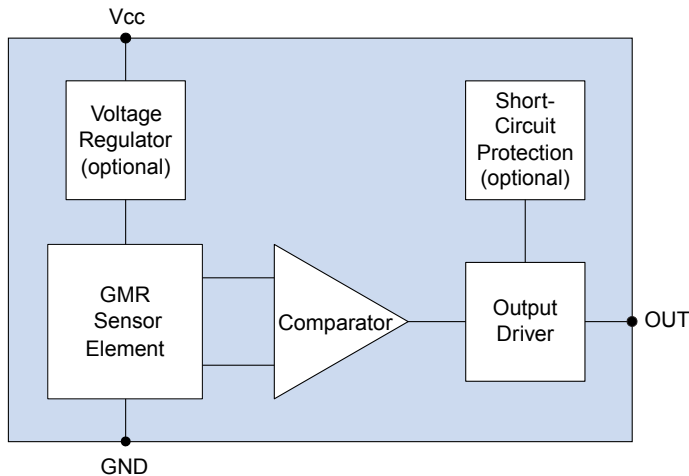 Vcc
Voltage
Regulator
(optional)
Short-
Circuit
Protection
(optional)
GMR
Sensor
Element
Comparator
Output
Driver
OUT
GND